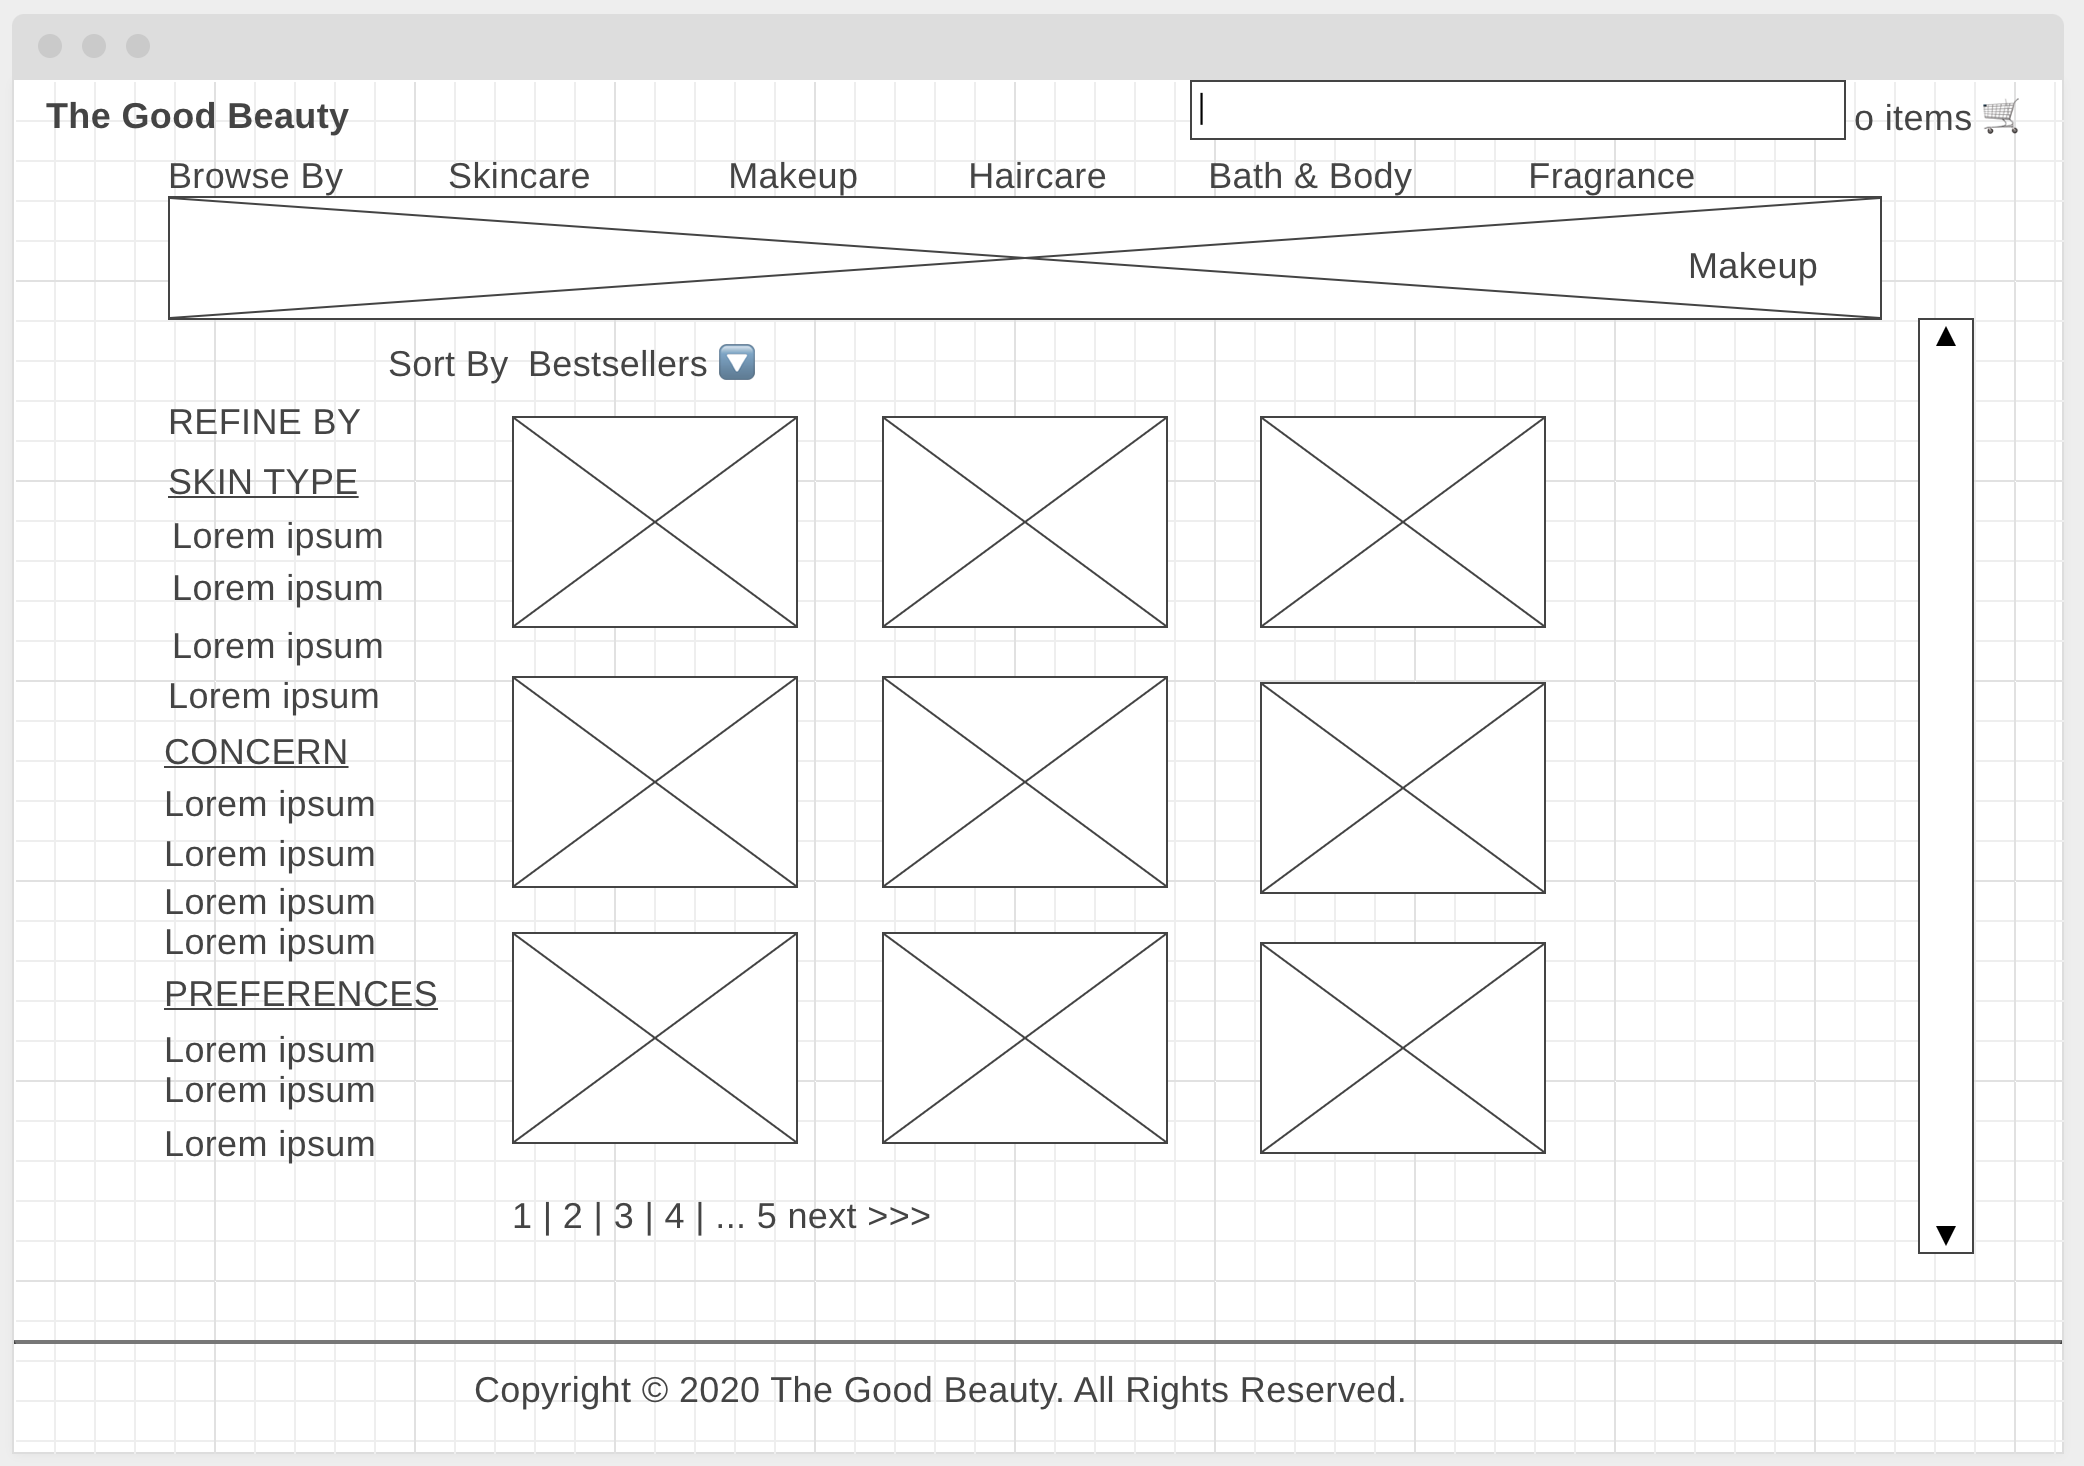 The Good Beauty
o items
Browse By Skincare Makeup Haircare Bath & Body Fragrance
Makeup
Sort By Bestsellers
REFINE BY
SKIN TYPE
Lorem ipsum
Lorem ipsum
Lorem ipsum
Lorem ipsum
CONCERN
Lorem ipsum
Lorem ipsum
Lorem ipsum
Lorem ipsum
PREFERENCES
Lorem ipsum
Lorem ipsum
Lorem ipsum
1 | 2 | 3 | 4 | ... 5 next >>>
Copyright © 2020 The Good Beauty. All Rights Reserved.